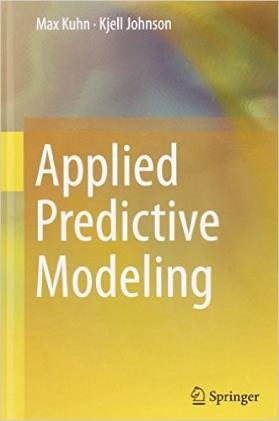 Max Kuhn · Kjell Johnson
Applied
Predictive
Modeling
Springer